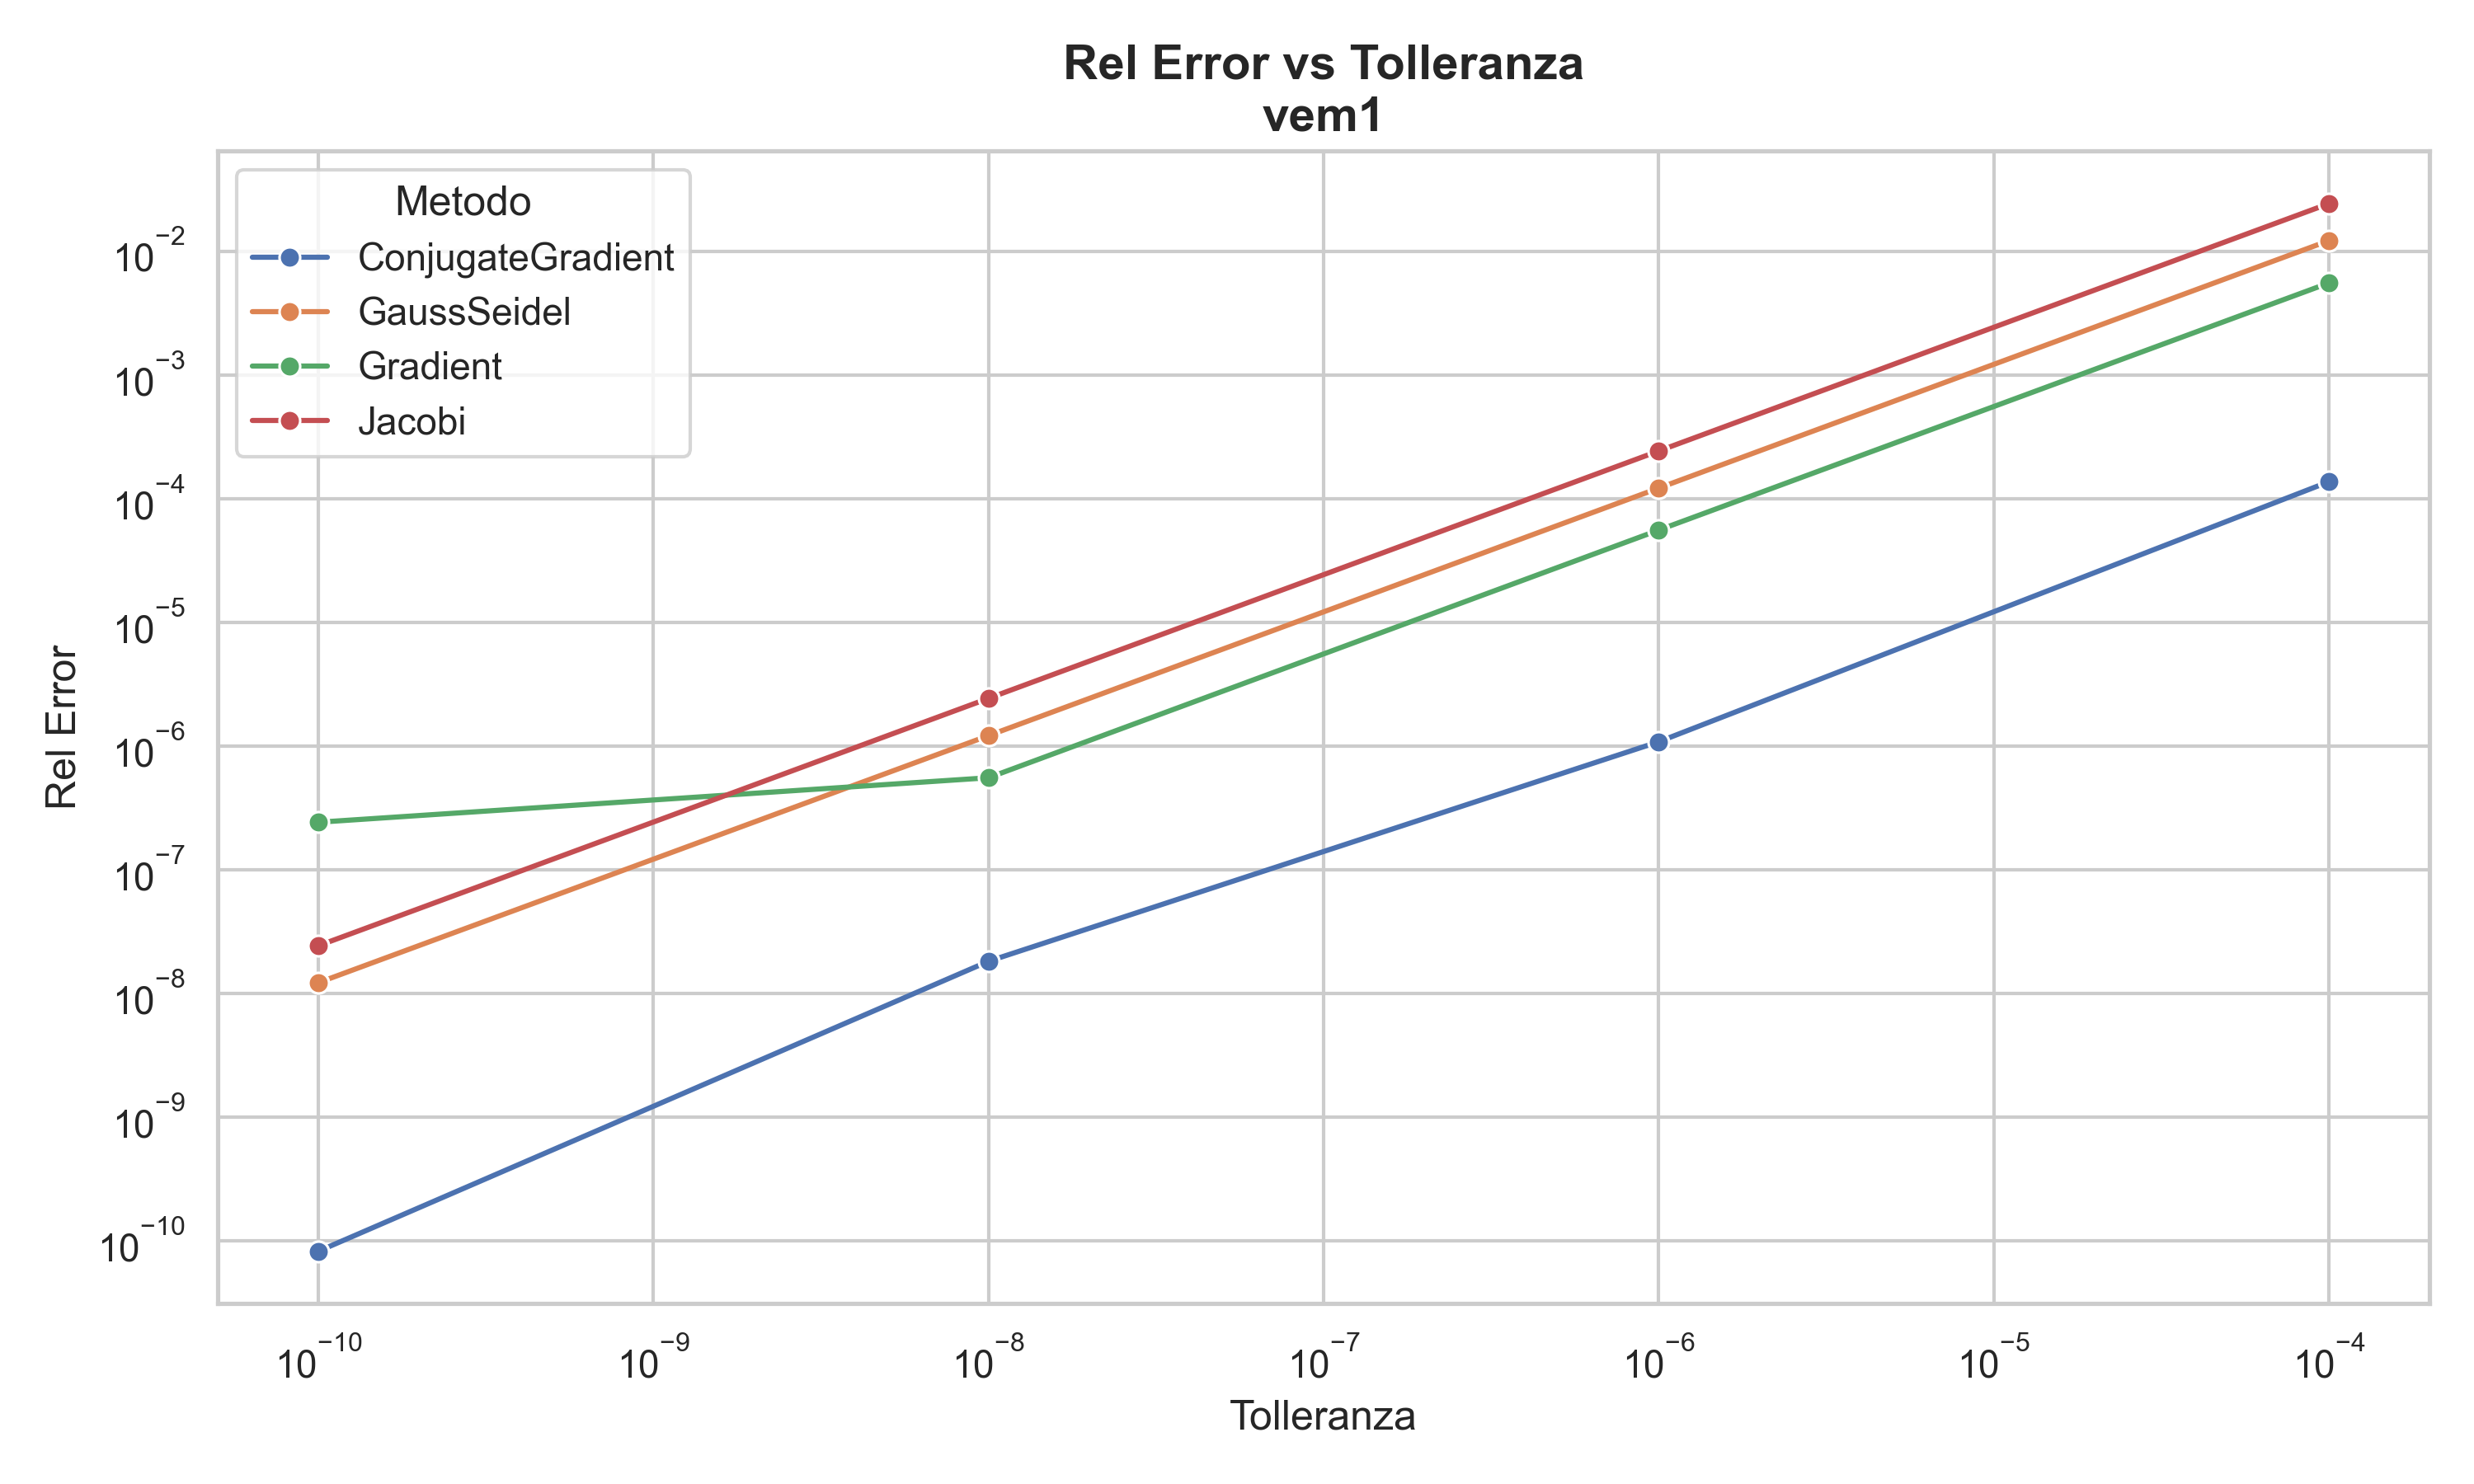 Rel Error vs Tolleranza
vem1
Metodo
ConjugateGradient
GaussSeidel
Gradient
Jacobi
Rel Error
10⁻²
10⁻³
10⁻⁴
10⁻⁵
10⁻⁶
10⁻⁷
10⁻⁸
10⁻⁹
10⁻¹⁰
10⁻¹⁰ 10⁻⁹ 10⁻⁸ 10⁻⁷ 10⁻⁶ 10⁻⁵ 10⁻⁴
Tolleranza